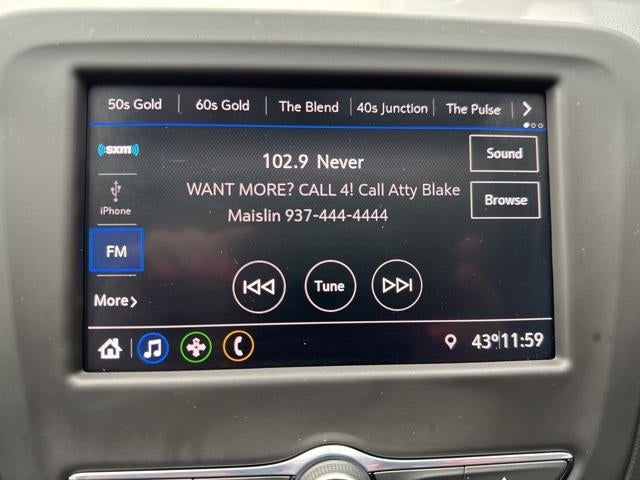 50s Gold | 60s Gold | The Blend | 40s Junction | The Pulse | >
((sxm))
102.9 Never
Sound
WANT MORE? CALL 4! Call Atty Blake
Maislin 937-444-4444
iPhone
Browse
FM
Tune
More >
43° 11:59